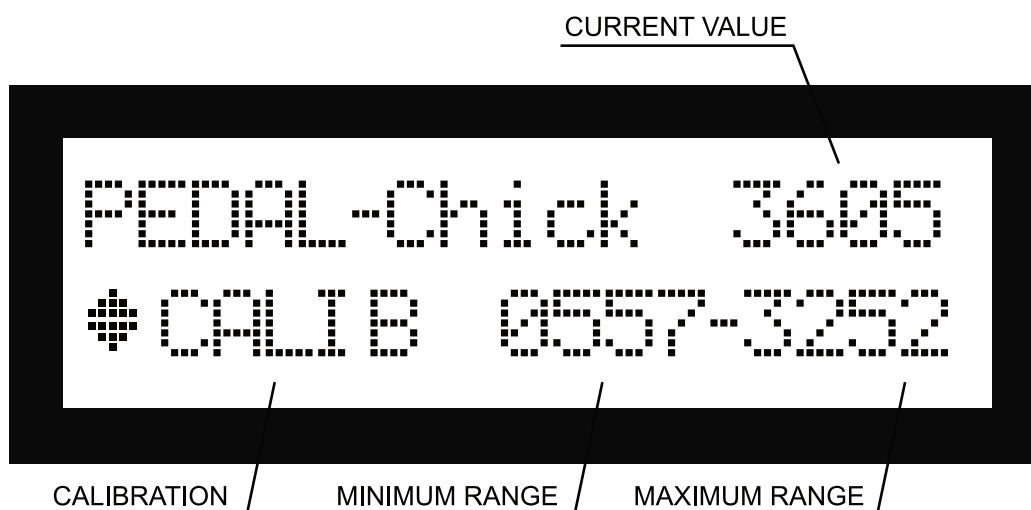 CURRENT VALUE
PEDAL-Chick 3605
CALIB 0557-3252
CALIBRATION MINIMUM RANGE MAXIMUM RANGE